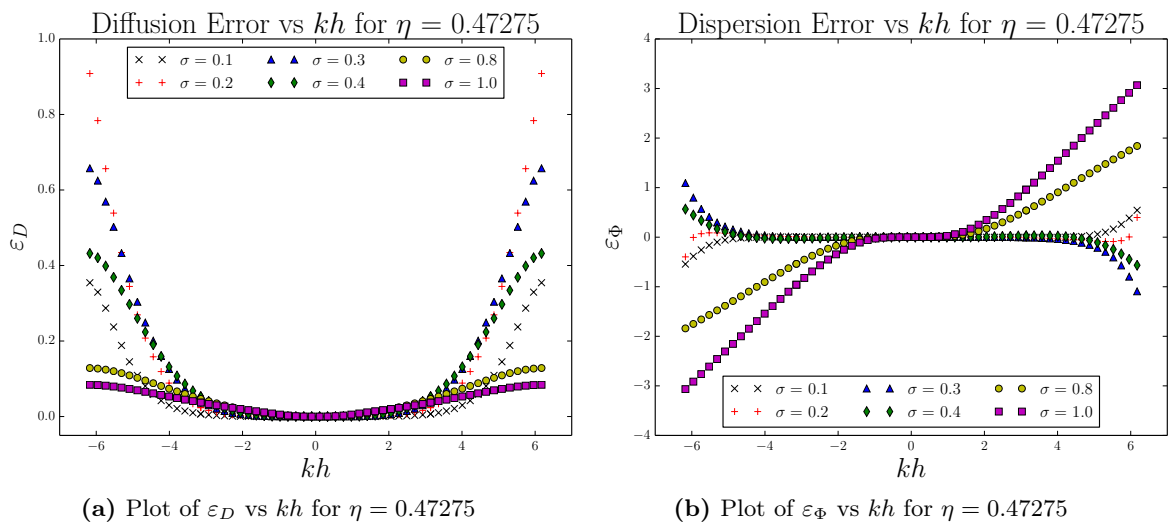 Diffusion Error vs kh for η = 0.47275
1.0
0.8
0.6
0.4
0.2
0.0
ε_D
σ = 0.1 σ = 0.3 σ = 0.8
σ = 0.2 σ = 0.4 σ = 1.0
−6 −4 −2 0 2 4 6
kh
(a) Plot of ε_D vs kh for η = 0.47275
Dispersion Error vs kh for η = 0.47275
4
3
2
1
0
−1
−2
−3
−4
ε_Φ
σ = 0.1 σ = 0.3 σ = 0.8
σ = 0.2 σ = 0.4 σ = 1.0
−6 −4 −2 0 2 4 6
kh
(b) Plot of ε_Φ vs kh for η = 0.47275